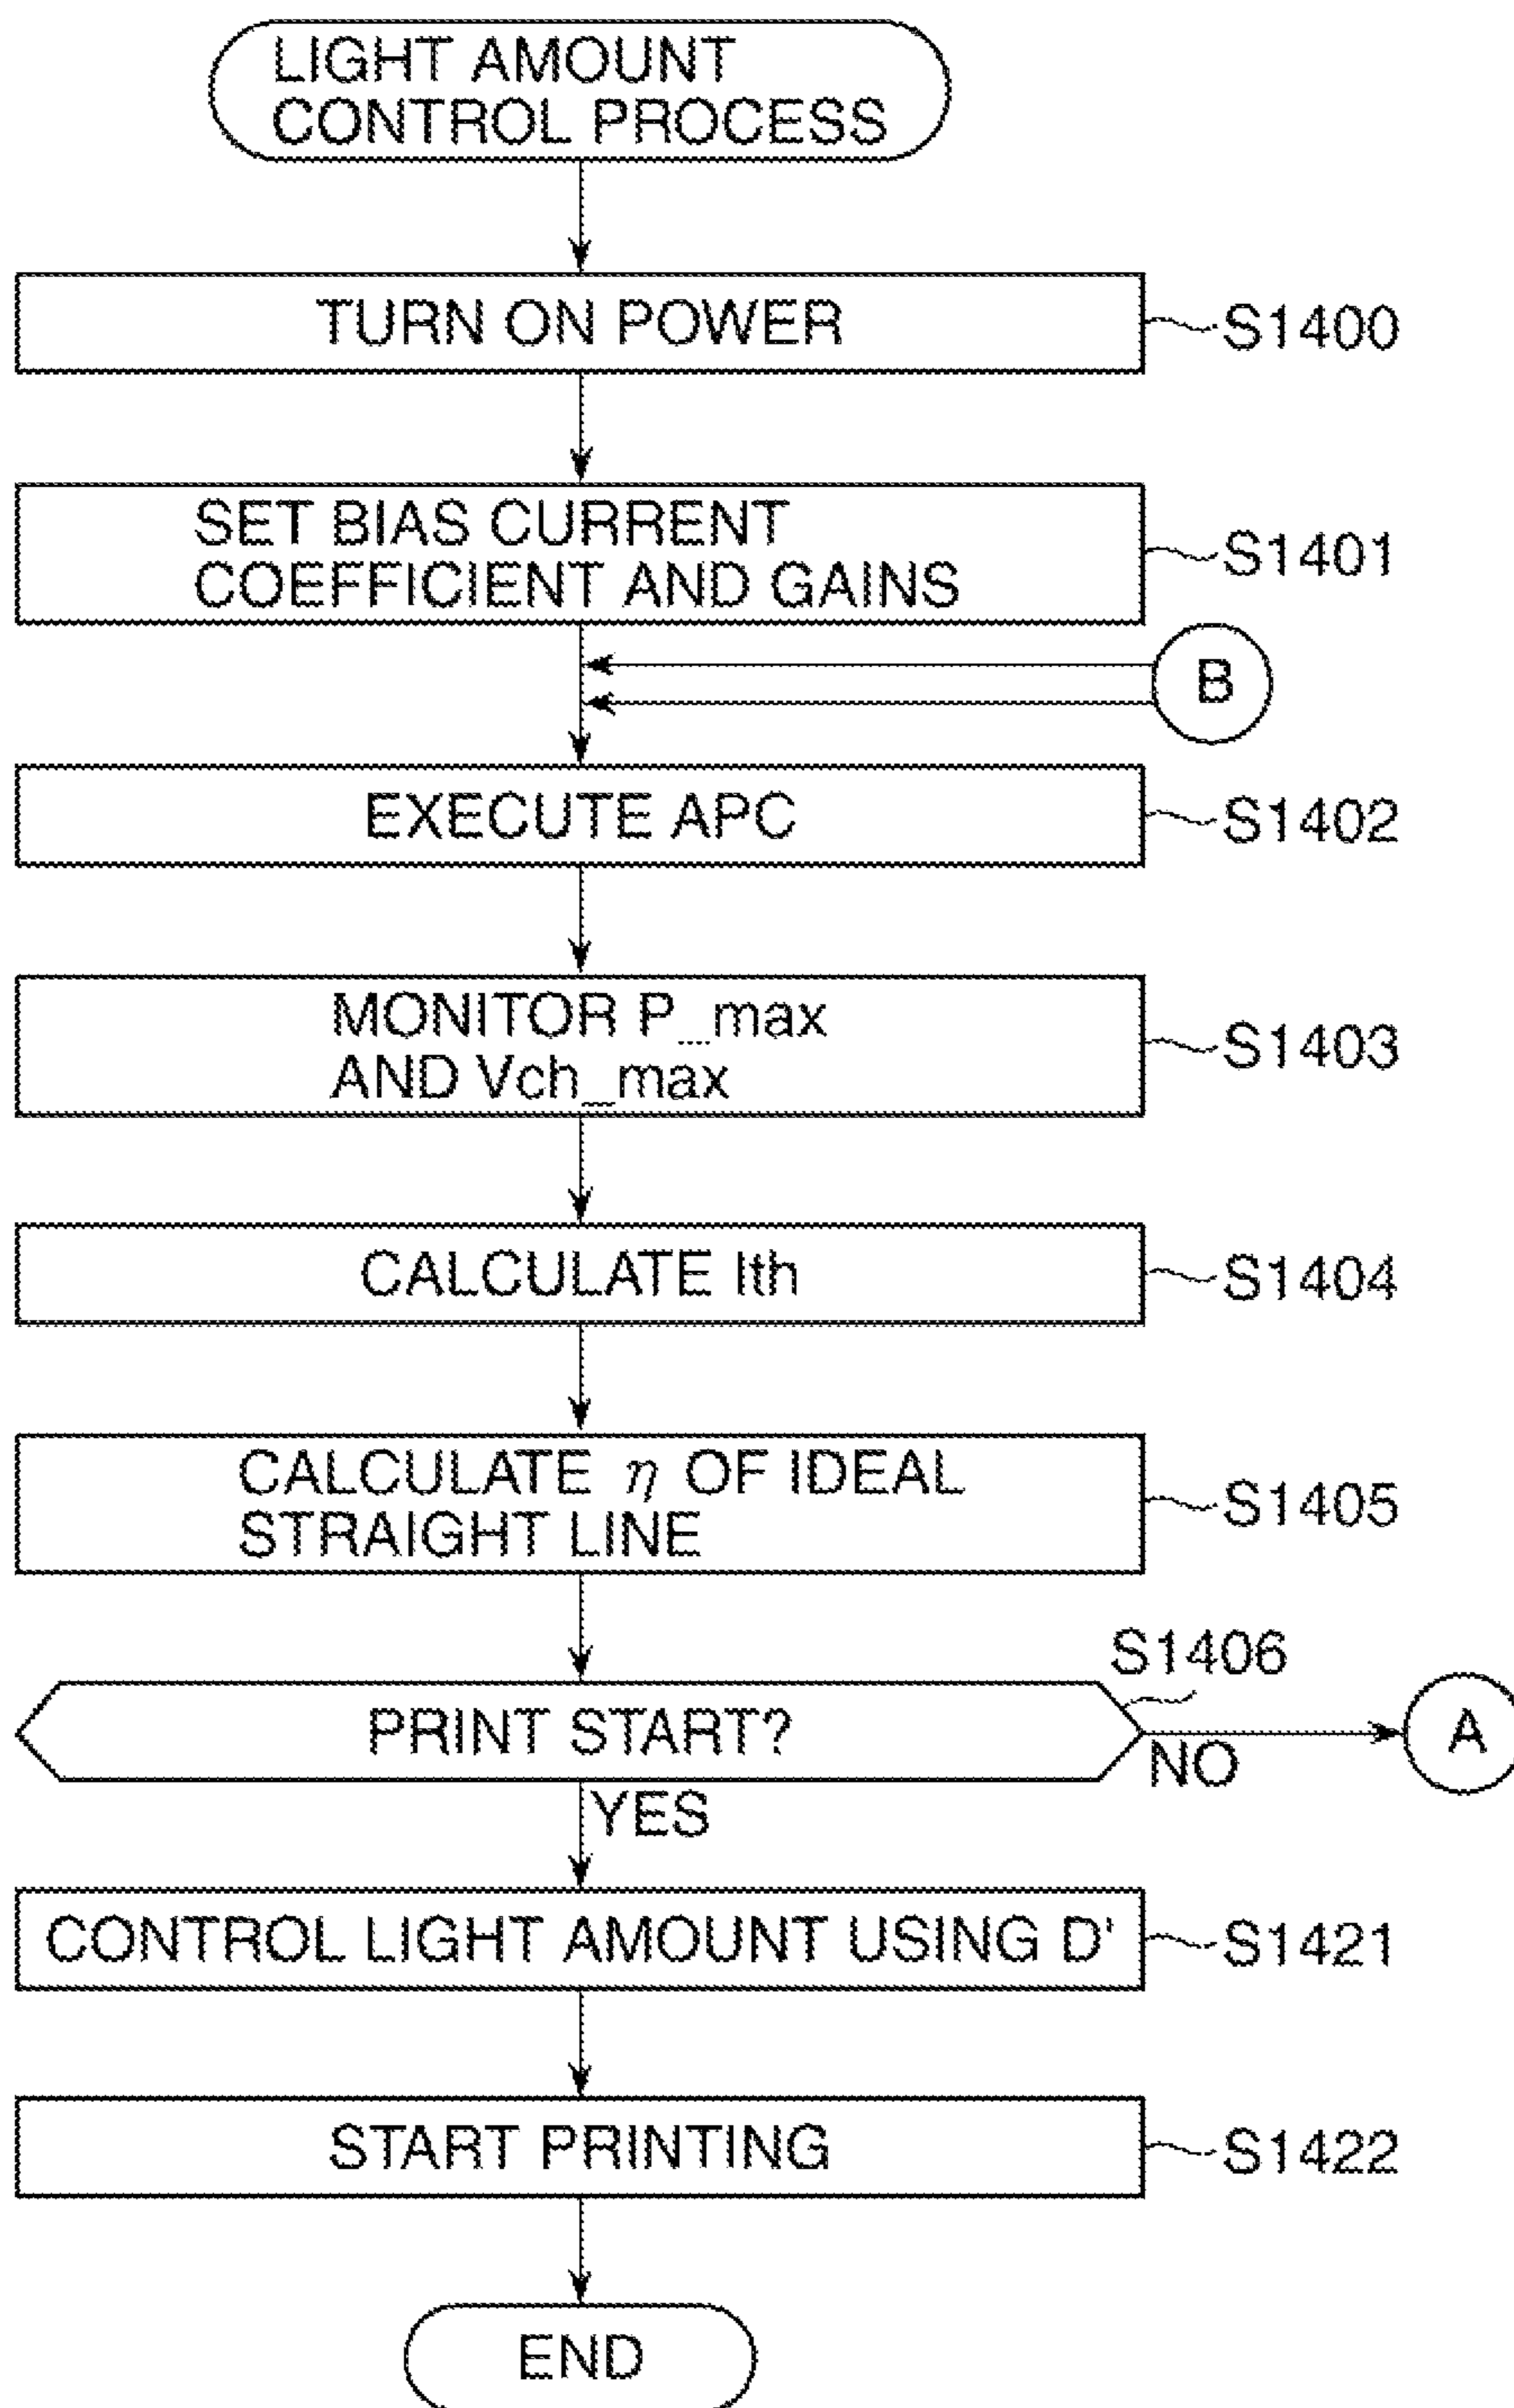 LIGHT AMOUNT
CONTROL PROCESS
TURN ON POWER
S1400
SET BIAS CURRENT
COEFFICIENT AND GAINS
S1401
B
EXECUTE APC
S1402
MONITOR P_max
AND Vch_max
S1403
CALCULATE Ith
S1404
CALCULATE η OF IDEAL
STRAIGHT LINE
S1405
S1406
PRINT START?
A
NO
YES
CONTROL LIGHT AMOUNT USING D'
S1421
START PRINTING
S1422
END